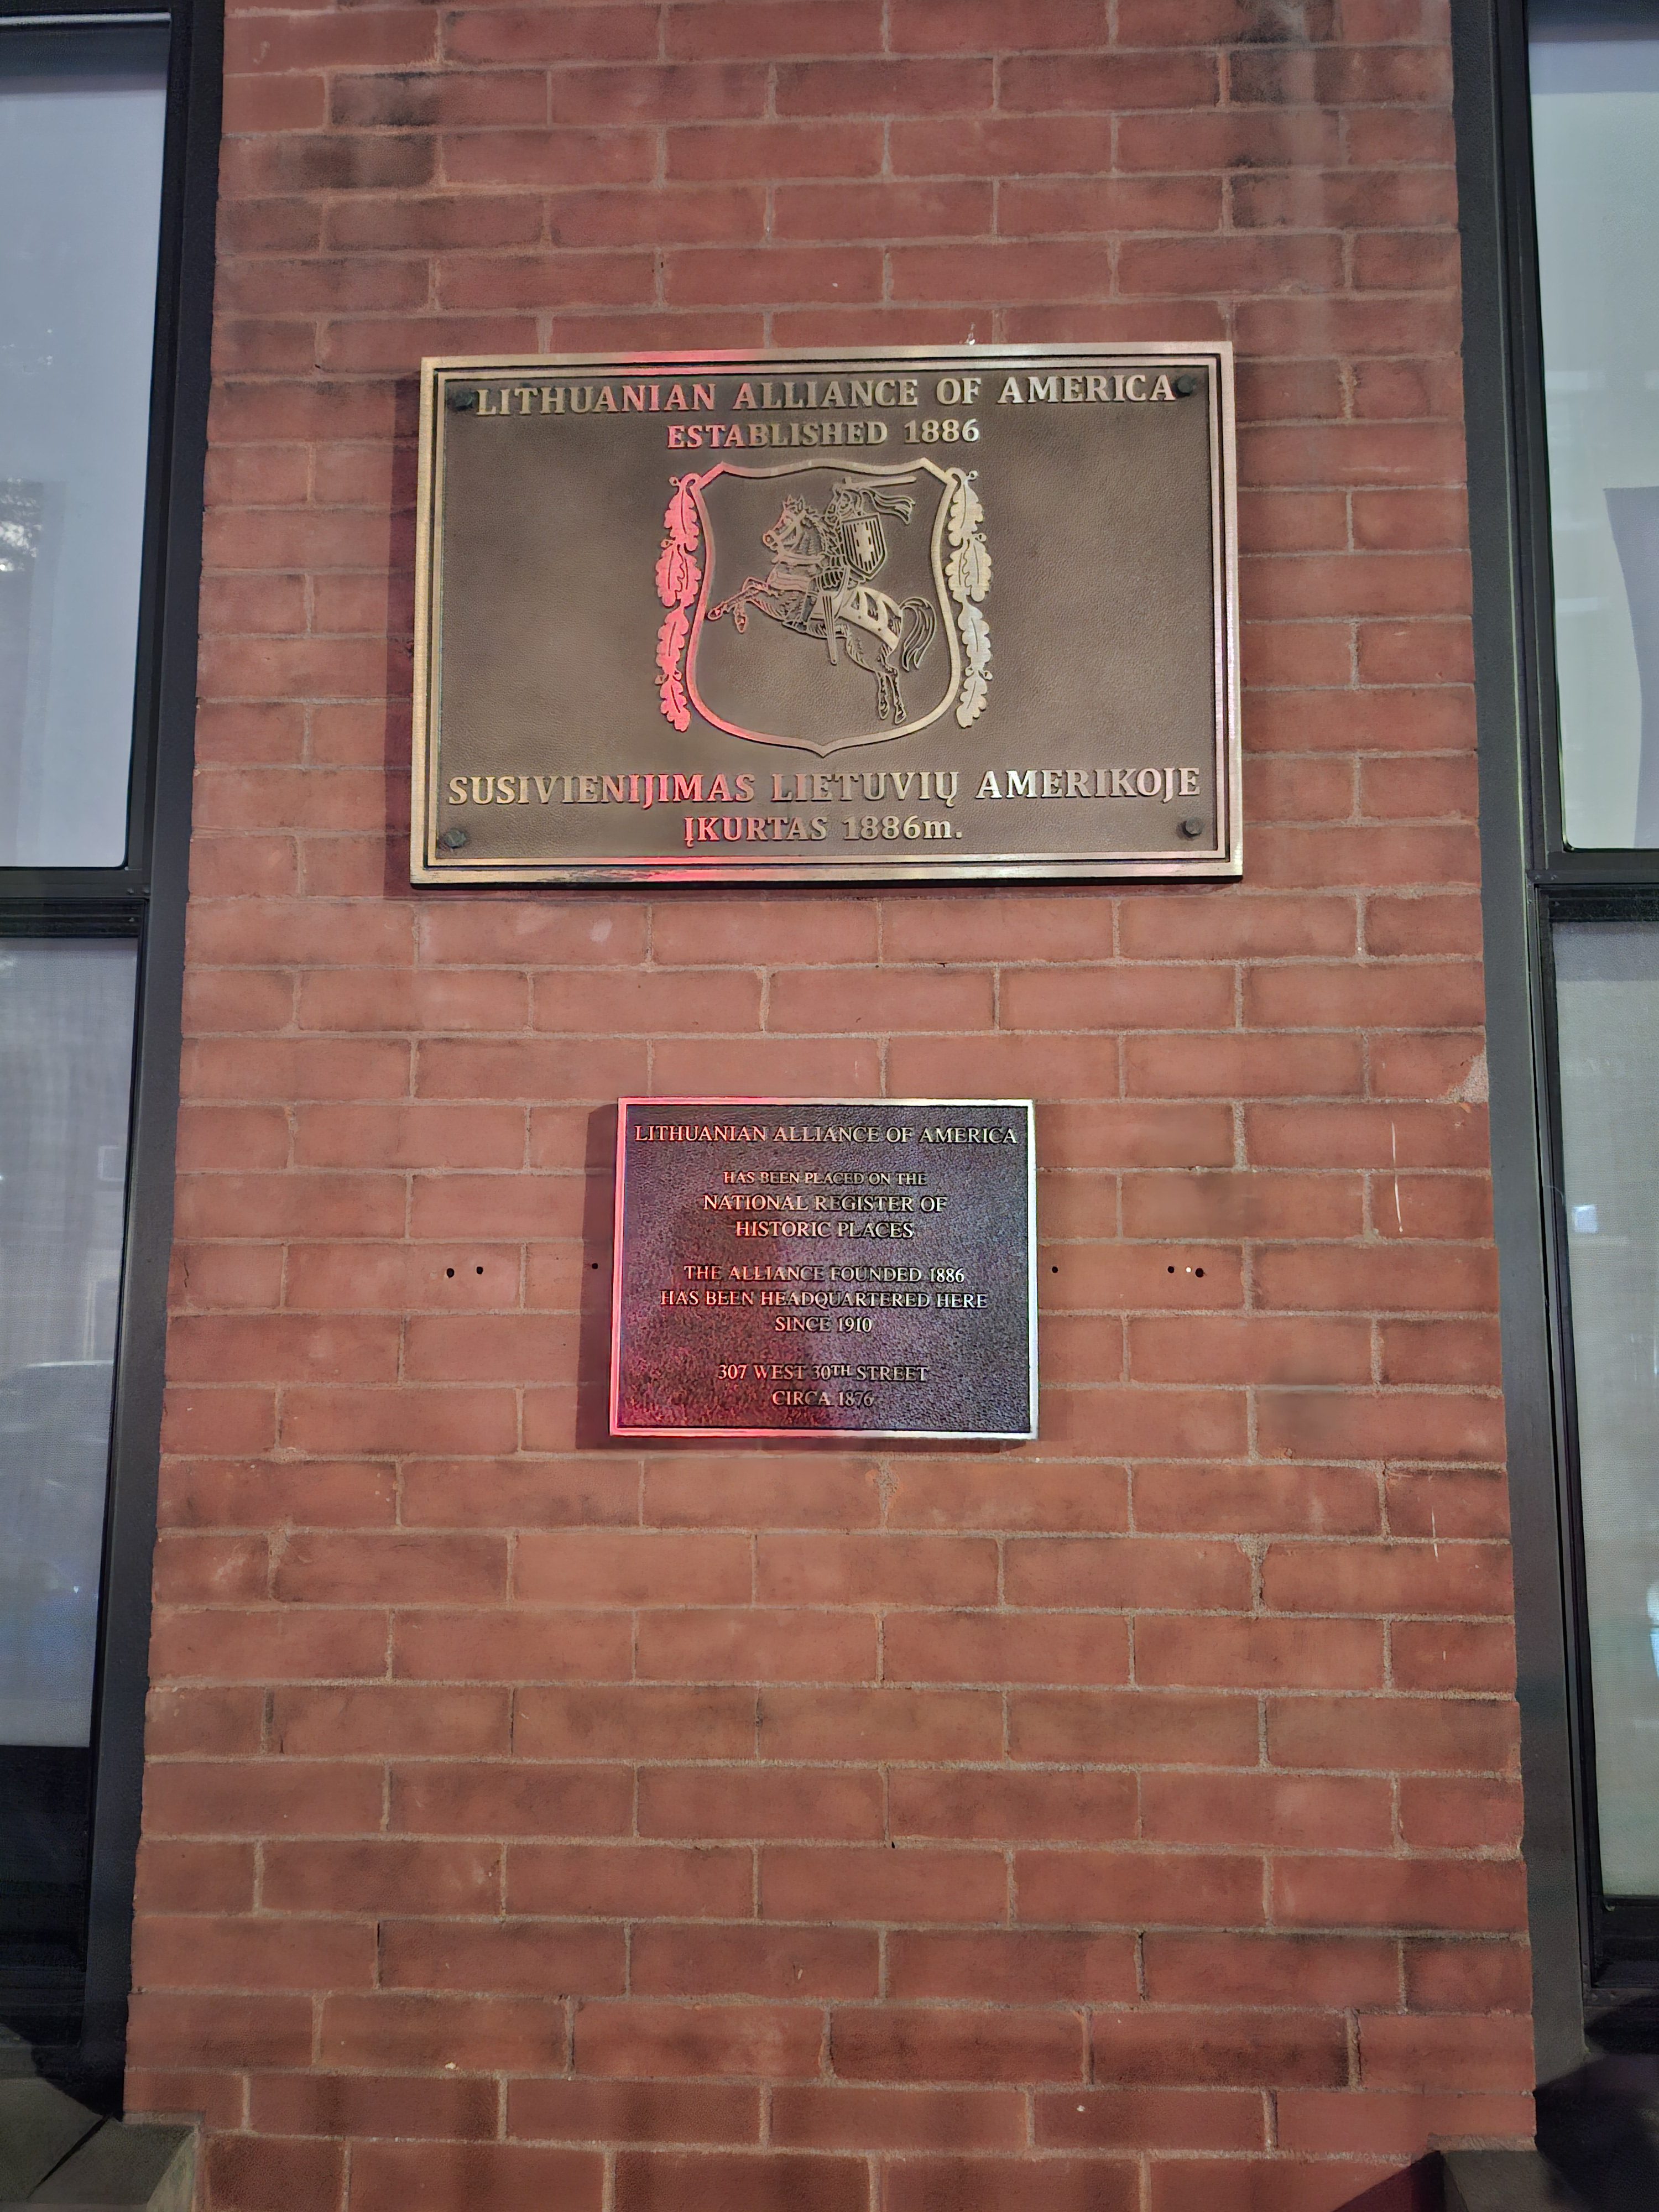 LITHUANIAN ALLIANCE OF AMERICA
ESTABLISHED 1886
SUSIVIENIJIMAS LIETUVIŲ AMERIKOJE
ĮKURTAS 1886m.
LITHUANIAN ALLIANCE OF AMERICA
HAS BEEN PLACED ON THE
NATIONAL REGISTER OF
HISTORIC PLACES
THE ALLIANCE FOUNDED 1886
HAS BEEN HEADQUARTERED HERE
SINCE 1910
307 WEST 30TH STREET
CIRCA 1876